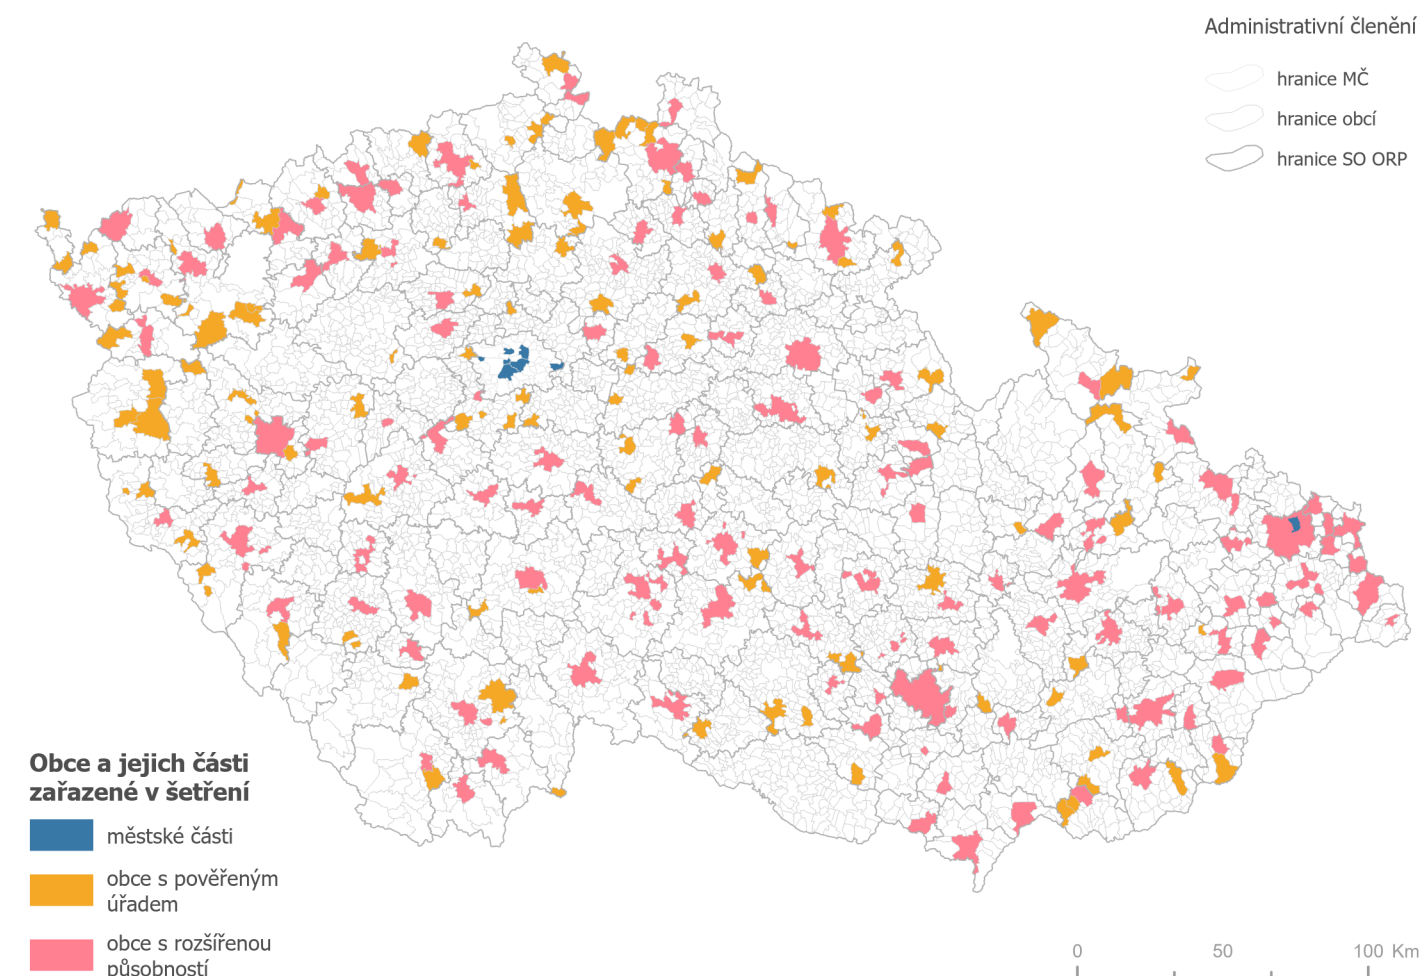 Administrativní členění
hranice MČ
hranice obcí
hranice SO ORP
Obce a jejich části
zařazené v šetření
městské části
obce s pověřeným
úřadem
obce s rozšířenou
působností
0 50 100 Km